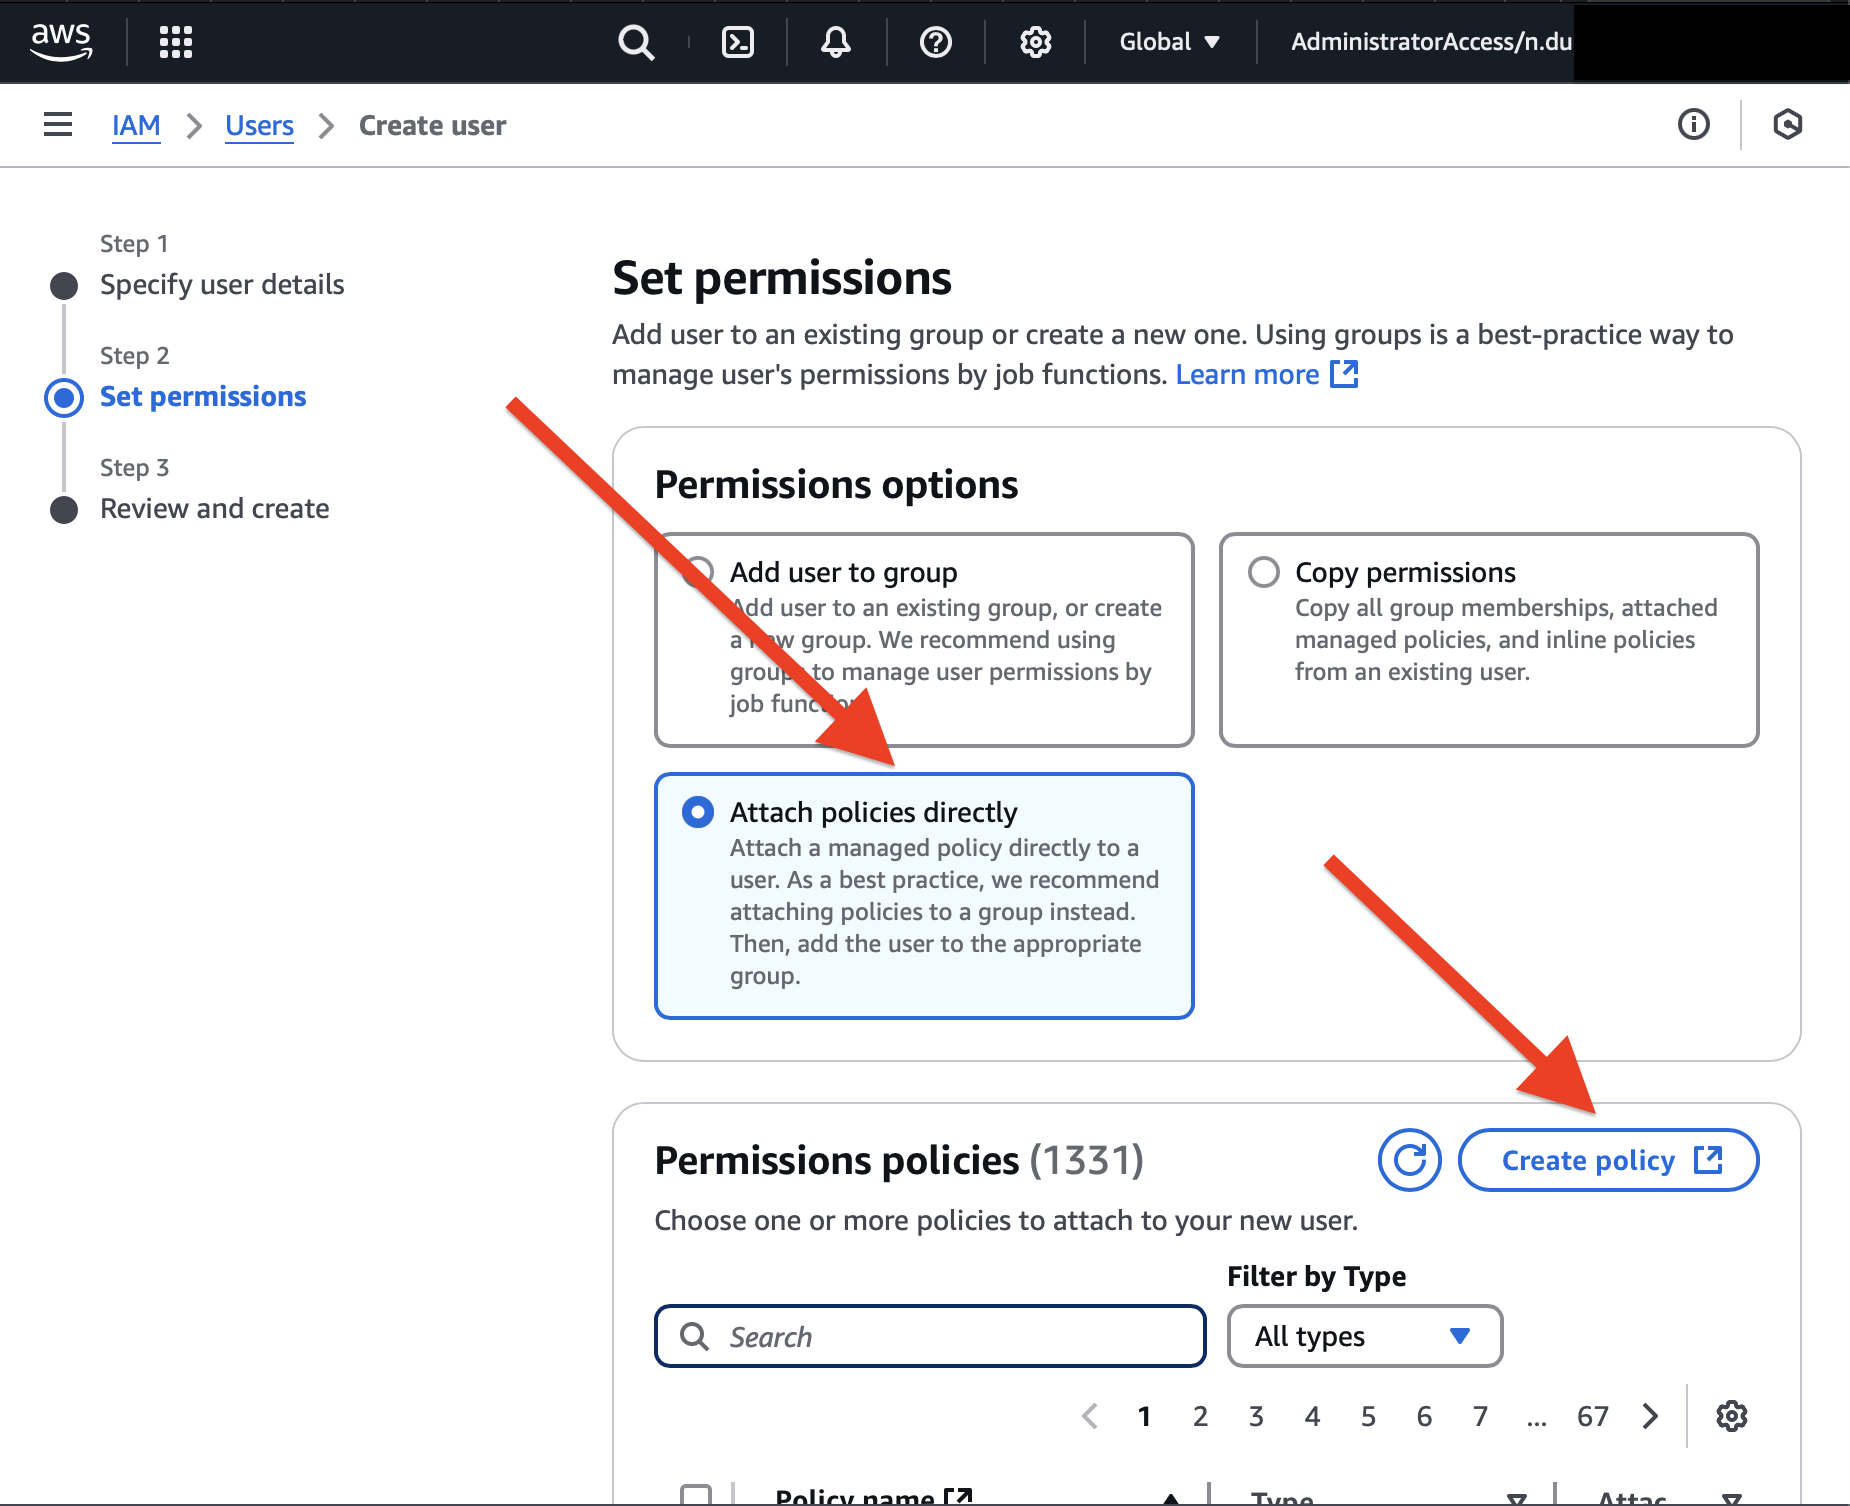 aws
Global
AdministratorAccess/n.du
IAM
Users
Create user
Step 1
Specify user details
Step 2
Set permissions
Step 3
Review and create
Set permissions
Add user to an existing group or create a new one. Using groups is a best-practice way to
manage user's permissions by job functions. Learn more
Permissions options
Add user to group
Add user to an existing group, or create
a new group. We recommend using
groups to manage user permissions by
job function
Copy permissions
Copy all group memberships, attached
managed policies, and inline policies
from an existing user.
Attach policies directly
Attach a managed policy directly to a
user. As a best practice, we recommend
attaching policies to a group instead.
Then, add the user to the appropriate
group.
Permissions policies (1331)
Create policy
Choose one or more policies to attach to your new user.
Filter by Type
Search
All types
1 2 3 4 5 6 7 ... 67
Policy name
Type
Attac